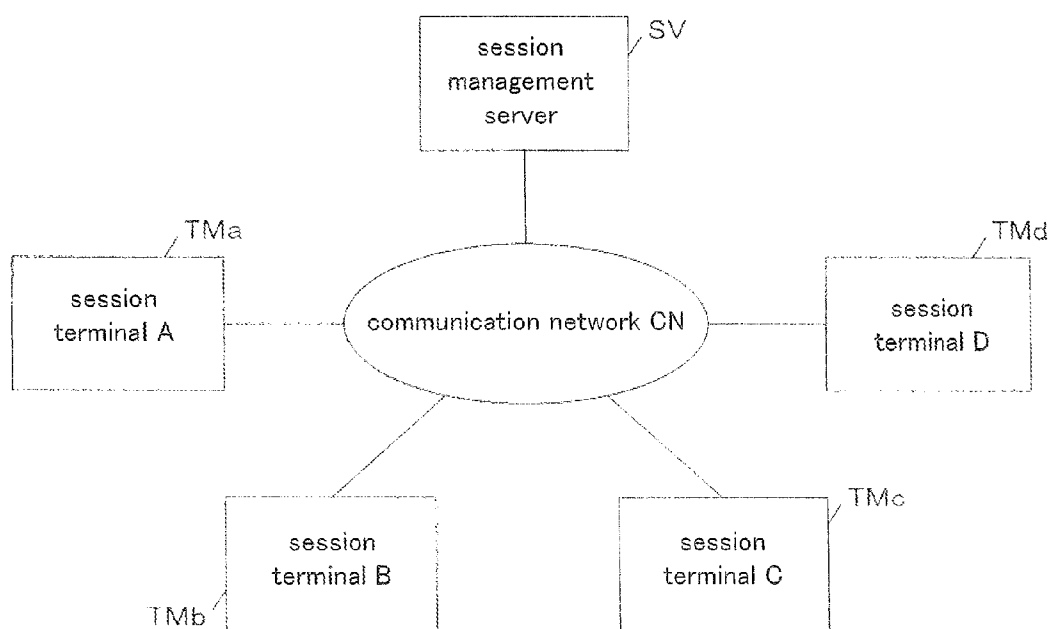 SV
session
management
server
TMa
session
terminal A
TMd
session
terminal D
communication network CN
session
terminal B
TMb
TMc
session
terminal C